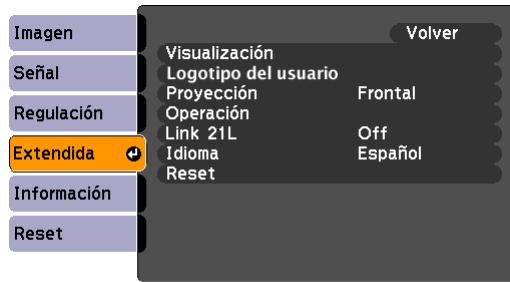 Imagen
Señal
Regulación
Extendida
Información
Reset
Volver
Visualización
Logotipo del usuario
Proyección Frontal
Operación
Link 21L Off
Idioma Español
Reset